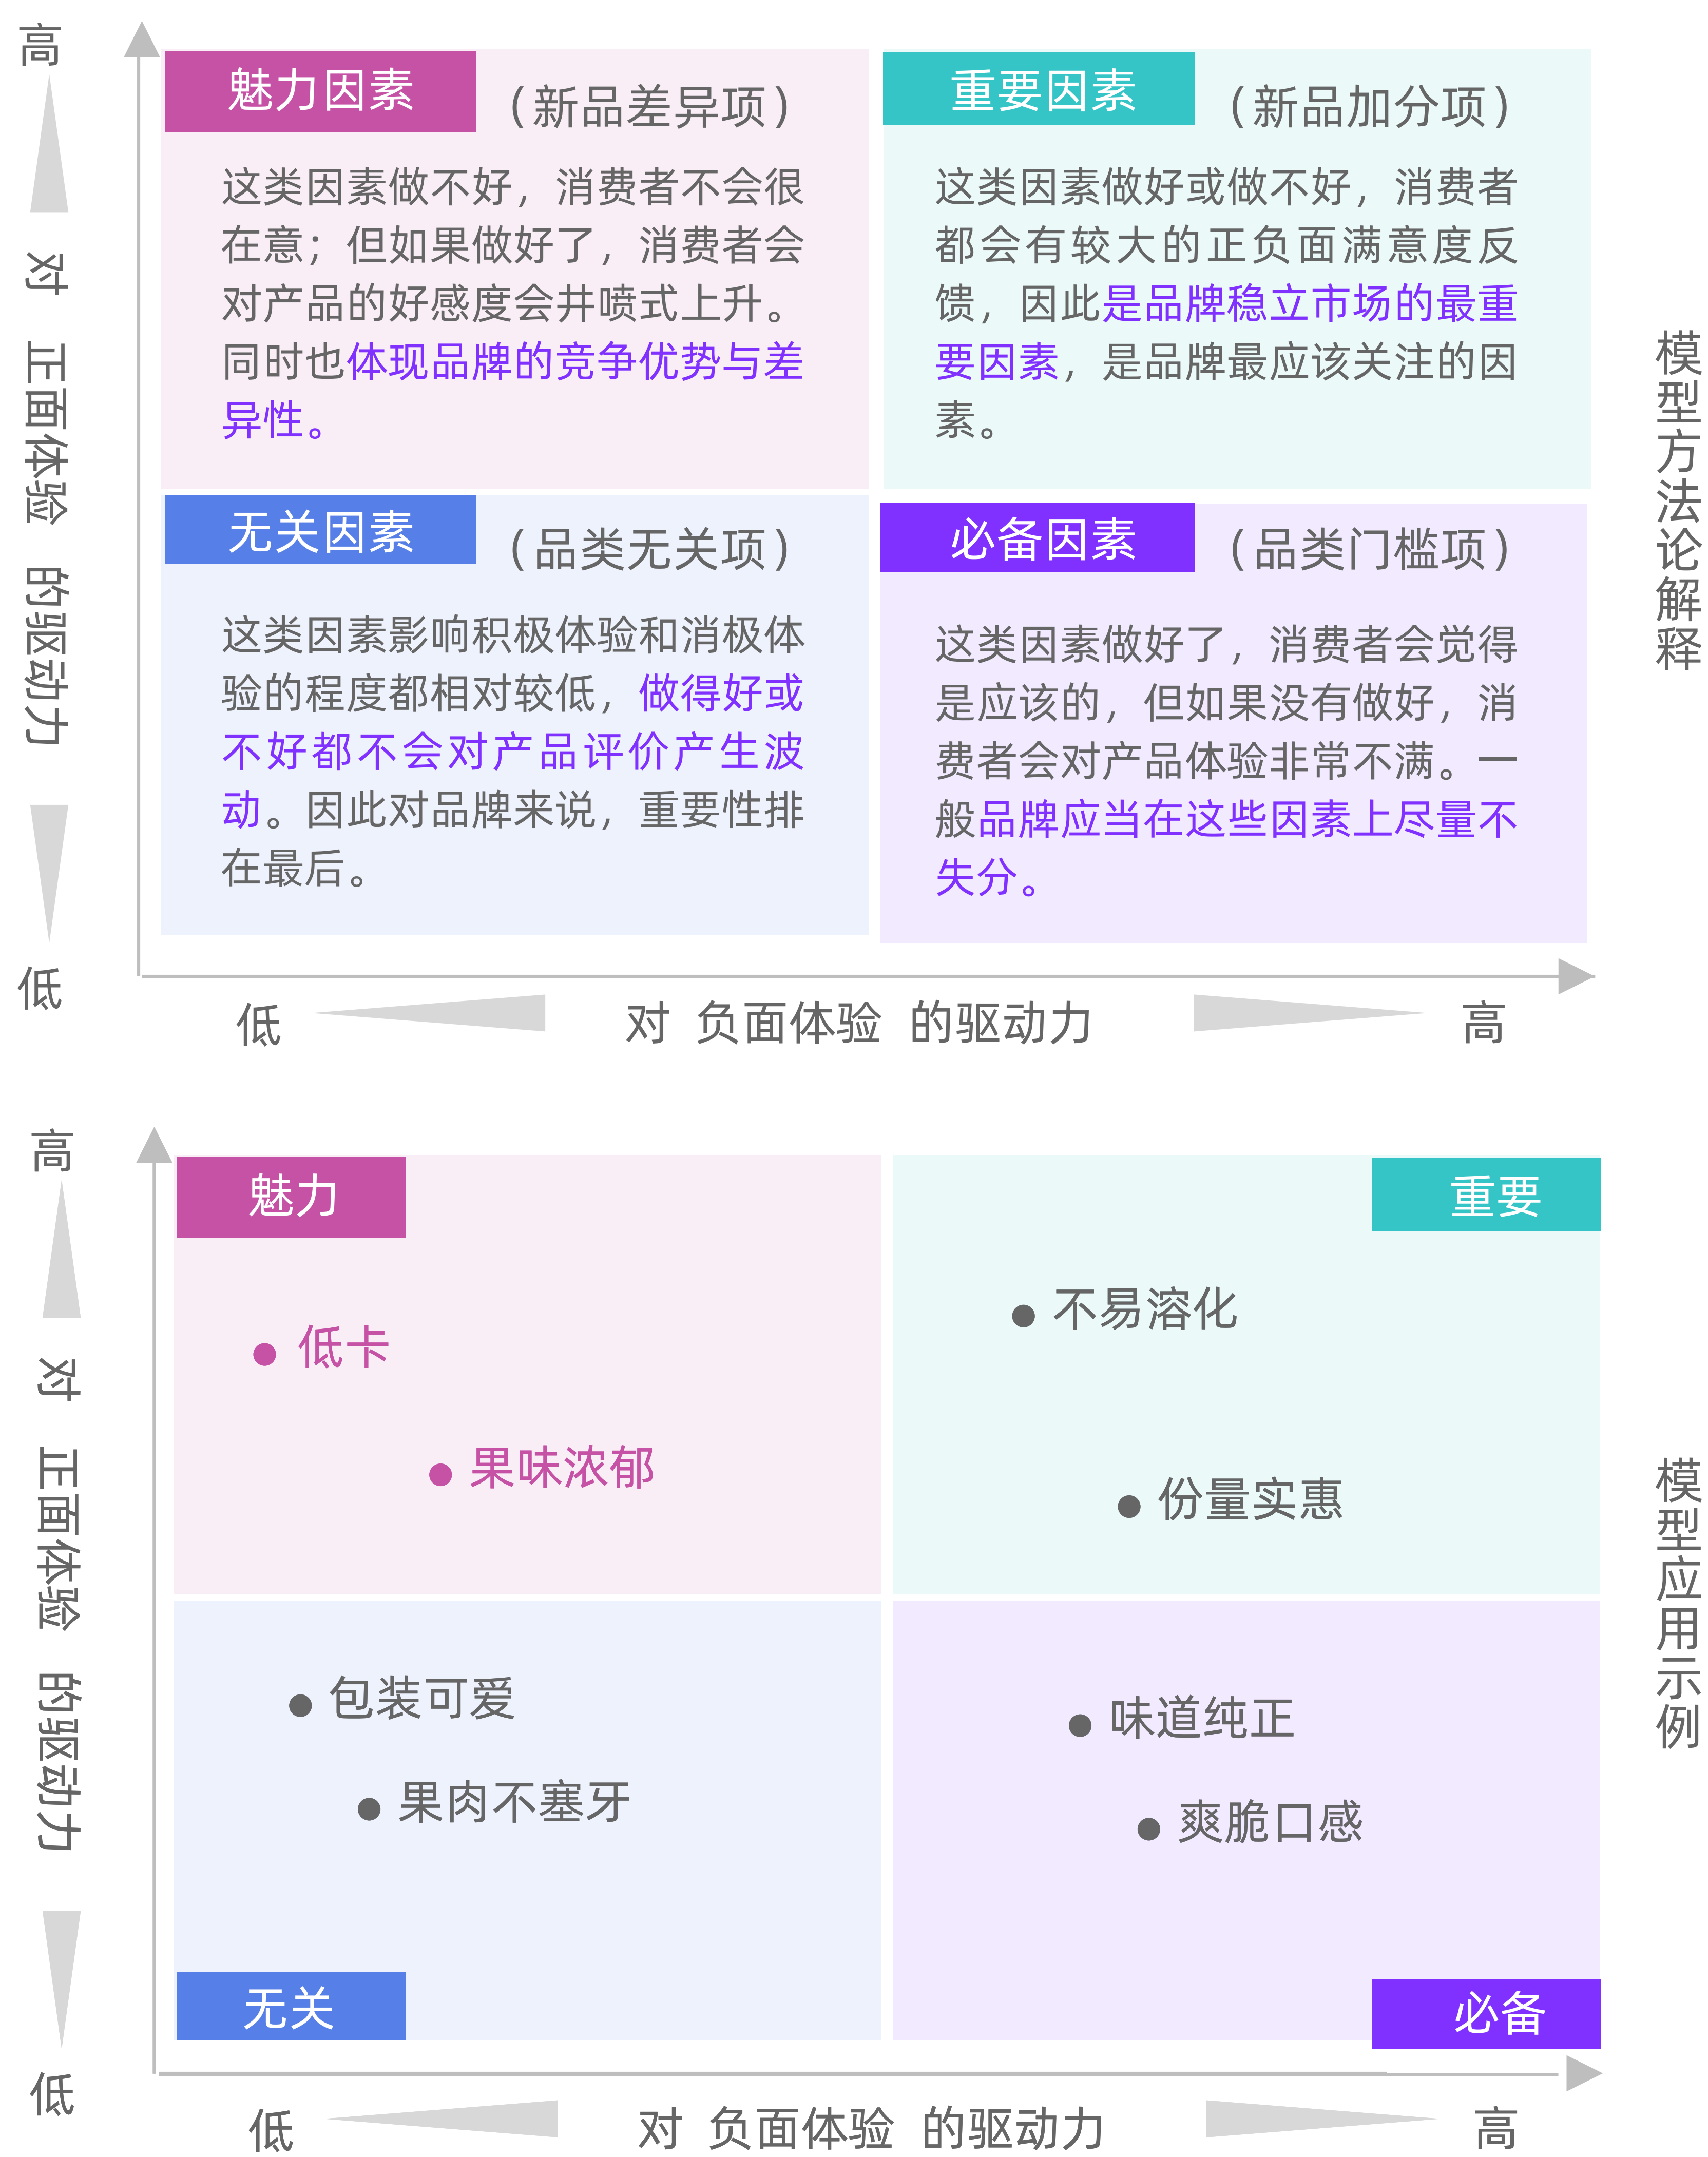 高
对 正面体验 的驱动力
低
魅力因素
（新品差异项）
这类因素做不好，消费者不会很
在意；但如果做好了，消费者会
对产品的好感度会井喷式上升。
同时也体现品牌的竞争优势与差
异性。
重要因素
（新品加分项）
这类因素做好或做不好，消费者
都会有较大的正负面满意度反
馈，因此是品牌稳立市场的最重
要因素，是品牌最应该关注的因
素。
无关因素
（品类无关项）
这类因素影响积极体验和消极体
验的程度都相对较低，做得好或
不好都不会对产品评价产生波
动。因此对品牌来说，重要性排
在最后。
必备因素
（品类门槛项）
这类因素做好了，消费者会觉得
是应该的，但如果没有做好，消
费者会对产品体验非常不满。一
般品牌应当在这些因素上尽量不
失分。
低
对 负面体验 的驱动力
高
模型方法论解释
高
对 正面体验 的驱动力
低
魅力
低卡
果味浓郁
重要
不易溶化
份量实惠
包装可爱
果肉不塞牙
无关
味道纯正
爽脆口感
必备
低
对 负面体验 的驱动力
高
模型应用示例